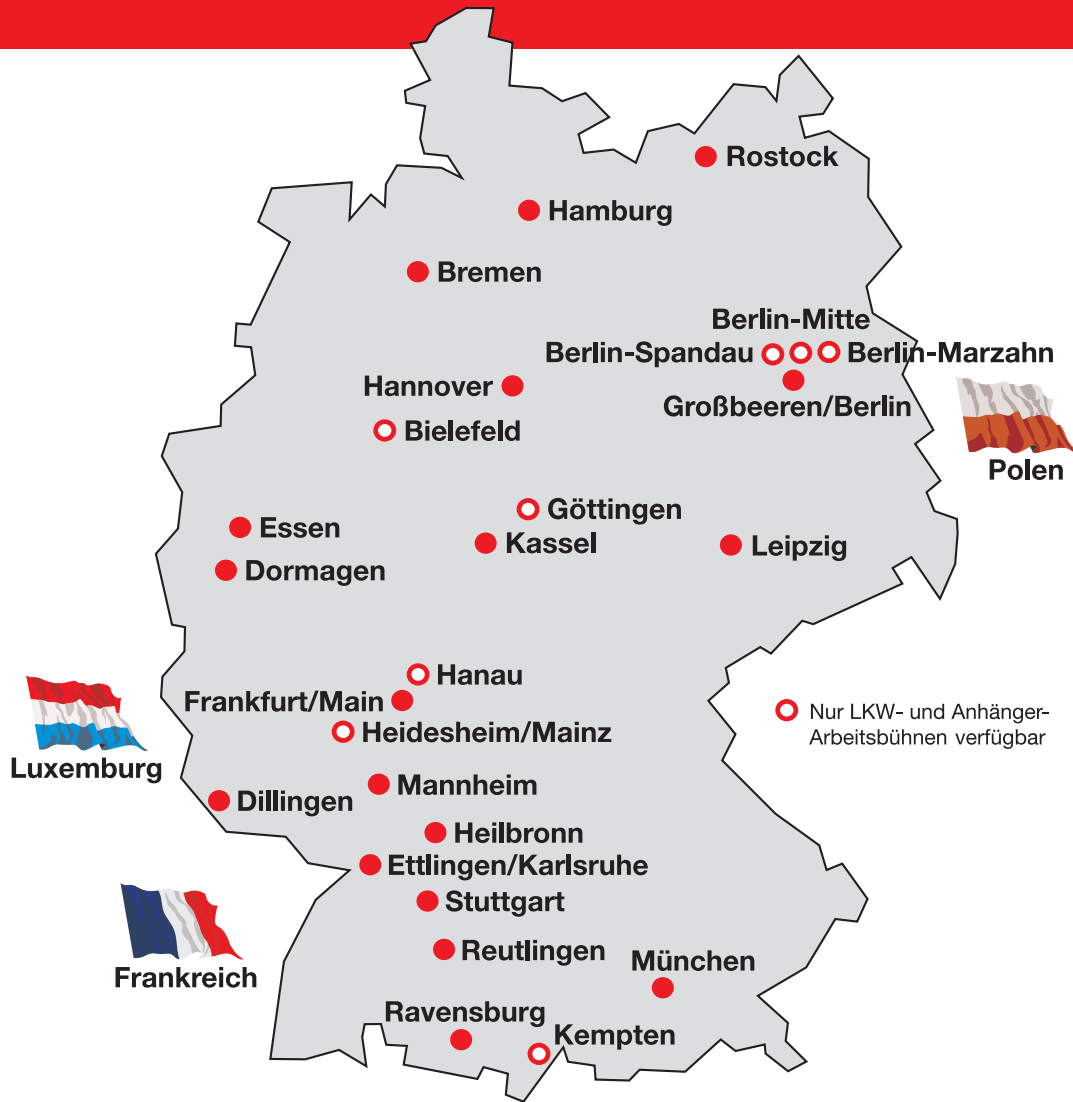 Rostock
Hamburg
Bremen
Berlin-Mitte
Berlin-Spandau
Berlin-Marzahn
Hannover
Großbeeren/Berlin
Bielefeld
Polen
Göttingen
Essen
Kassel
Leipzig
Dormagen
Hanau
Frankfurt/Main
Nur LKW- und Anhänger-
Arbeitsbühnen verfügbar
Heidesheim/Mainz
Luxemburg
Mannheim
Dillingen
Heilbronn
Ettlingen/Karlsruhe
Stuttgart
Reutlingen
München
Frankreich
Ravensburg
Kempten